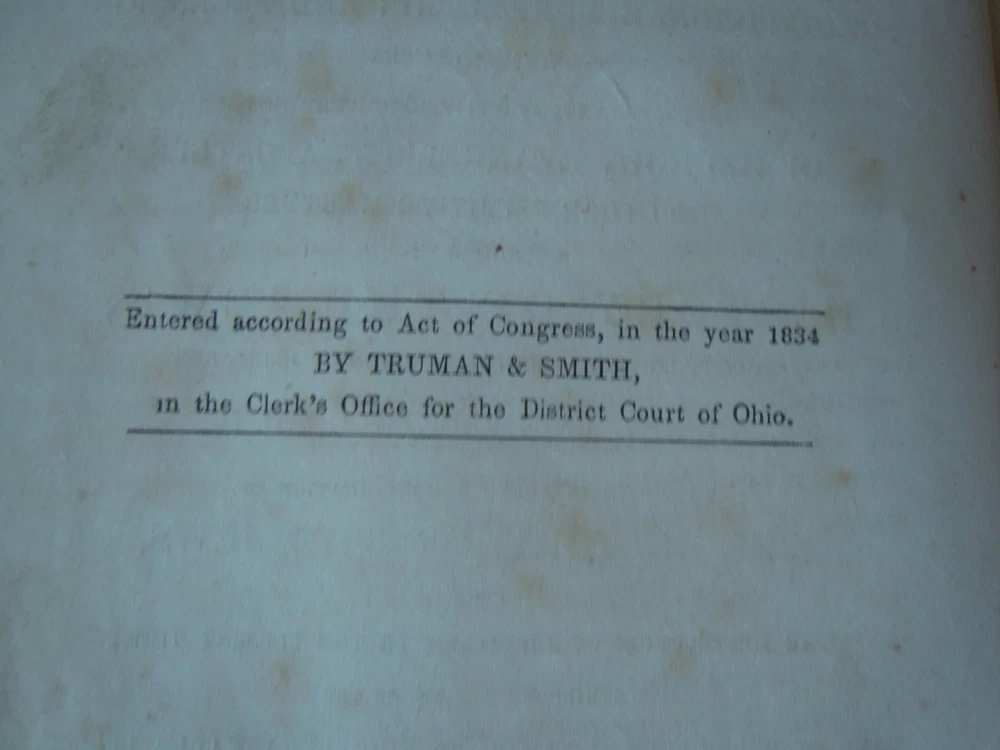 Entered according to Act of Congress, in the year 1834
BY TRUMAN & SMITH,
in the Clerk's Office for the District Court of Ohio.